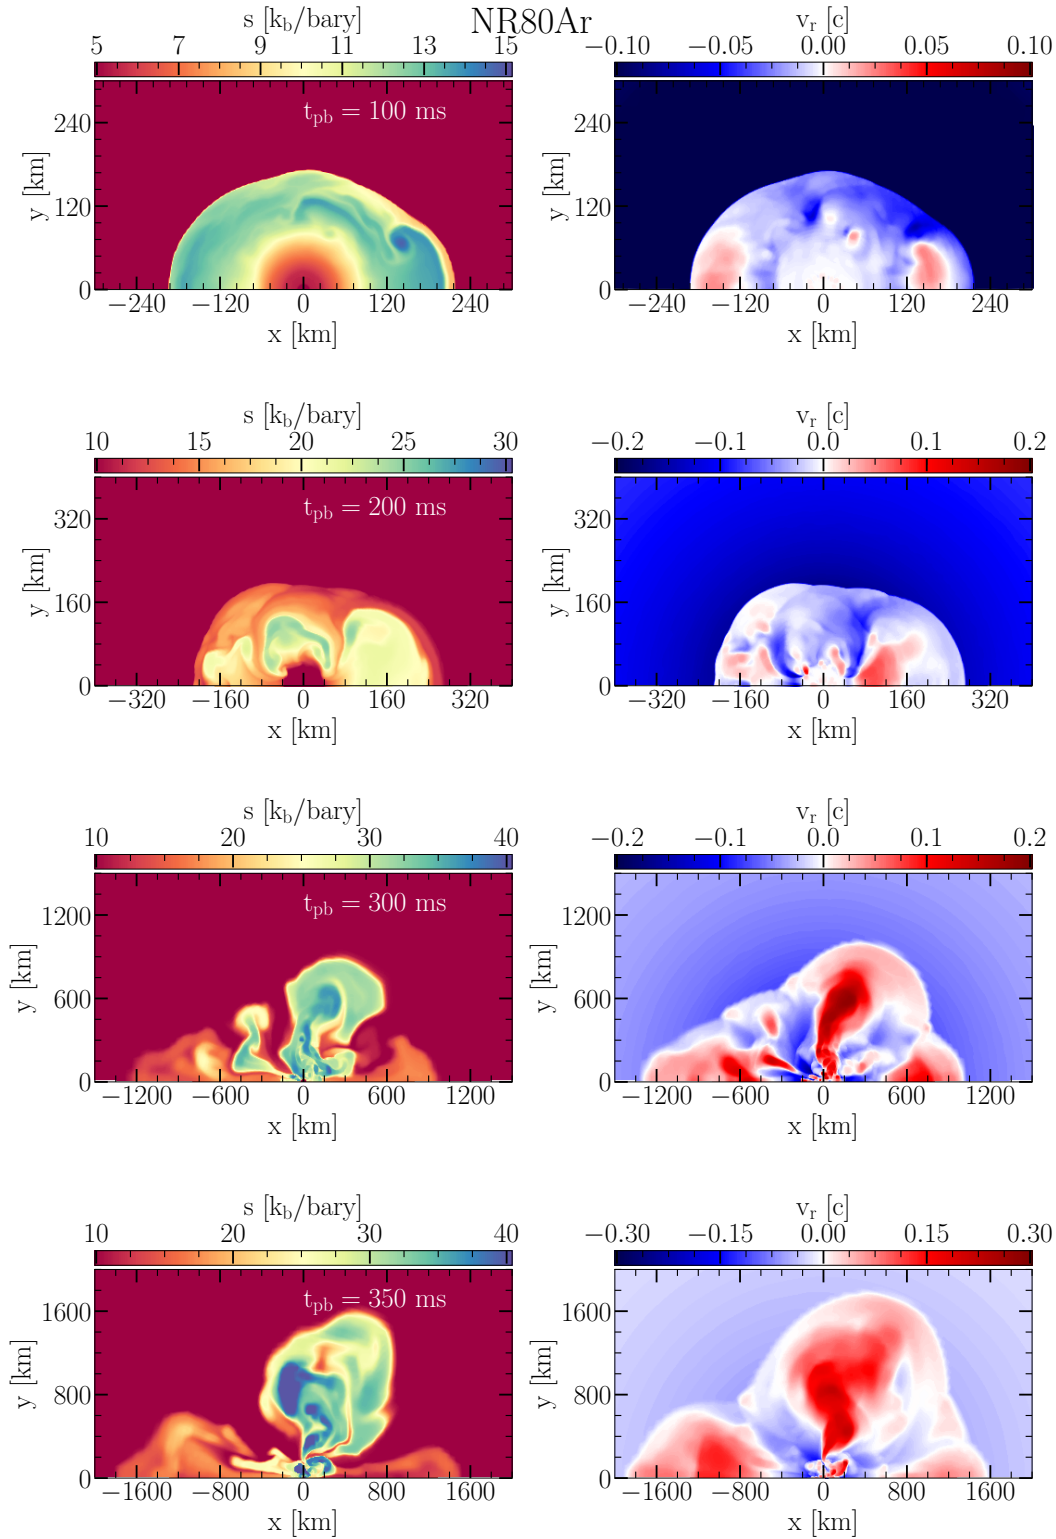 NR80Ar
s [k_b/bary]
5 7 9 11 13 15
v_r [c]
−0.10 −0.05 0.00 0.05 0.10
t_pb = 100 ms
y [km]
240
120
0
−240 −120 0 120 240
x [km]
y [km]
240
120
0
−240 −120 0 120 240
x [km]
s [k_b/bary]
10 15 20 25 30
v_r [c]
−0.2 −0.1 0.0 0.1 0.2
t_pb = 200 ms
y [km]
320
160
0
−320 −160 0 160 320
x [km]
y [km]
320
160
0
−320 −160 0 160 320
x [km]
s [k_b/bary]
10 20 30 40
v_r [c]
−0.2 −0.1 0.0 0.1 0.2
t_pb = 300 ms
y [km]
1200
600
0
−1200 −600 0 600 1200
x [km]
y [km]
1200
600
0
−1200 −600 0 600 1200
x [km]
s [k_b/bary]
10 20 30 40
v_r [c]
−0.30 −0.15 0.00 0.15 0.30
t_pb = 350 ms
y [km]
1600
800
0
−1600 −800 0 800 1600
x [km]
y [km]
1600
800
0
−1600 −800 0 800 1600
x [km]